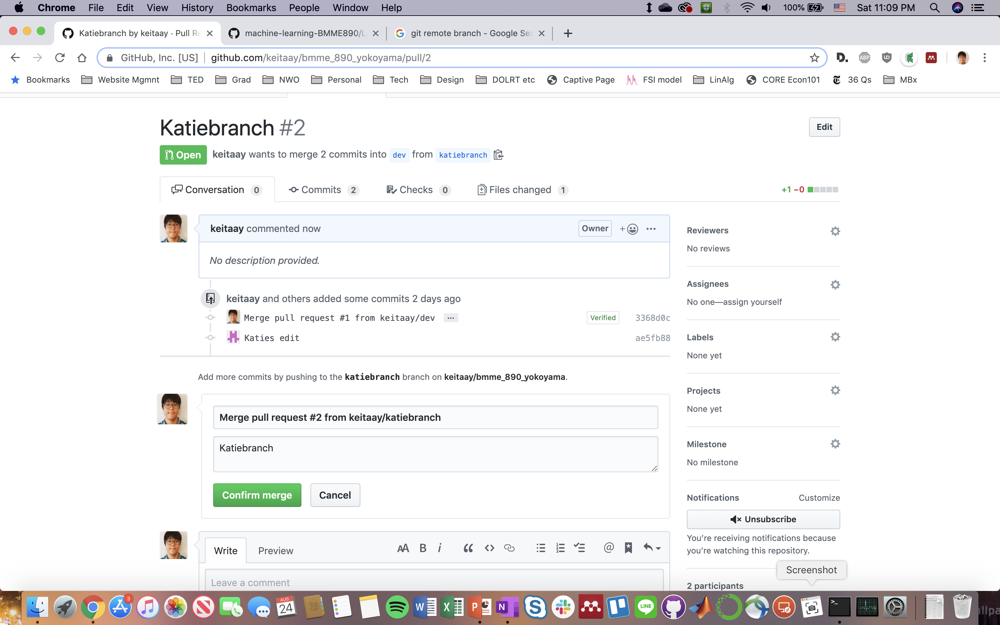 Chrome File Edit View History Bookmarks People Window Help 100% Sat 11:09 PM
Katiebranch by keitaay · Pull Re machine-learning-BMME890/L git remote branch - Google Sea
GitHub, Inc. [US] github.com/keitaay/bmme_890_yokoyama/pull/2 D. ABP
Bookmarks Website Mgmnt TED Grad NWO Personal Tech Design DOLRT etc Captive Page FSI model LinAlg CORE Econ101 36 Qs MBx
Katiebranch #2 Edit
Open keitaay wants to merge 2 commits into dev from katiebranch
Conversation 0 Commits 2 Checks 0 Files changed 1 +1 −0
keitaay commented now Owner + ...
No description provided.
keitaay and others added some commits 2 days ago
Merge pull request #1 from keitaay/dev ... Verified 3368d0c
Katies edit ae5fb88
Add more commits by pushing to the katiebranch branch on keitaay/bmme_890_yokoyama.
Merge pull request #2 from keitaay/katiebranch
Katiebranch
Confirm merge Cancel
Write Preview AA B i @
Leave a comment
Reviewers
No reviews
Assignees
No one—assign yourself
Labels
None yet
Projects
None yet
Milestone
No milestone
Notifications Customize
Unsubscribe
You're receiving notifications because
you're watching this repository.
2 participants
Screenshot
3 AUG 24 W X P N S LINE >_